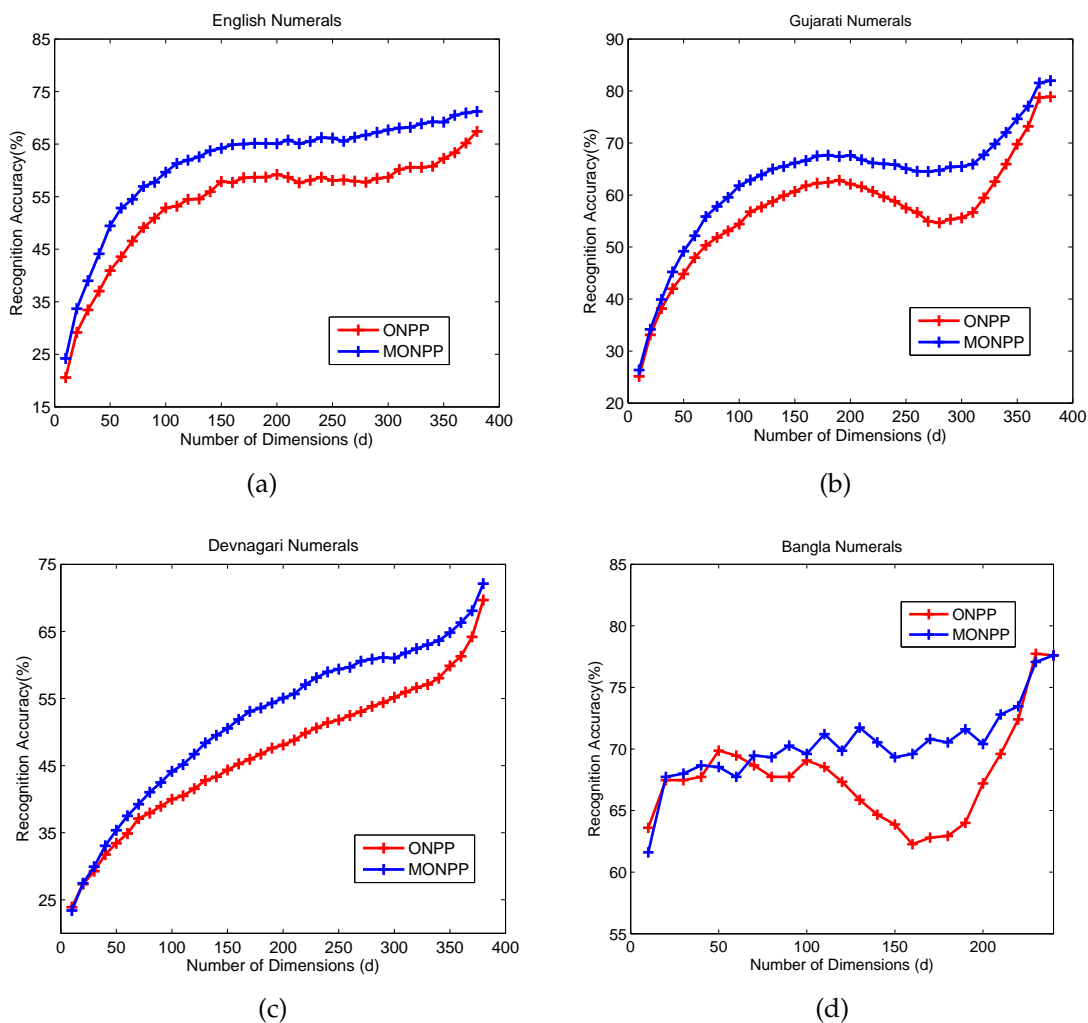 English Numerals
85
75
65
55
45
35
25
15
Recognition Accuracy(%)
0 50 100 150 200 250 300 350 400
Number of Dimensions (d)
ONPP
MONPP
(a)
Gujarati Numerals
90
80
70
60
50
40
30
20
Recognition Accuracy(%)
0 50 100 150 200 250 300 350 400
Number of Dimensions (d)
ONPP
MONPP
(b)
Devnagari Numerals
75
65
55
45
35
25
Recognition Accuracy(%)
0 50 100 150 200 250 300 350 400
Number of Dimensions (d)
ONPP
MONPP
(c)
Bangla Numerals
85
80
75
70
65
60
55
Recognition Accuracy(%)
0 50 100 150 200
Number of Dimensions (d)
ONPP
MONPP
(d)